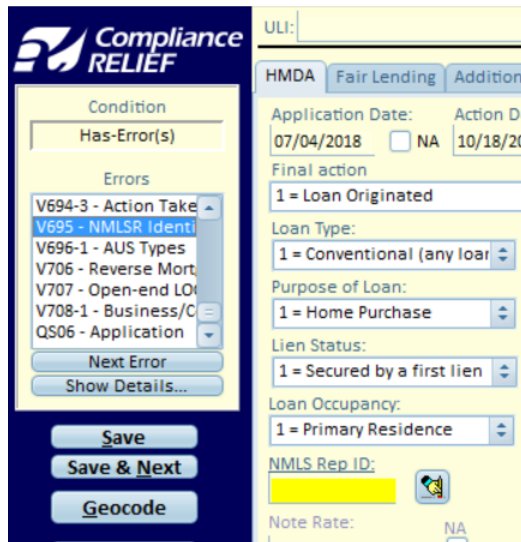 Compliance
RELIEF
Condition
Has-Error(s)
Errors
V694-3 - Action Take
V695 - NMLSR Identi
V696-1 - AUS Types
V706 - Reverse Mort
V707 - Open-end LO
V708-1 - Business/C
QS06 - Application
Next Error
Show Details...
Save
Save & Next
Geocode
ULI:
HMDA Fair Lending Addition
Application Date: Action D
07/04/2018 NA 10/18/20
Final action
1 = Loan Originated
Loan Type:
1 = Conventional (any loar
Purpose of Loan:
1 = Home Purchase
Lien Status:
1 = Secured by a first lien
Loan Occupancy:
1 = Primary Residence
NMLS Rep ID:
Note Rate: NA